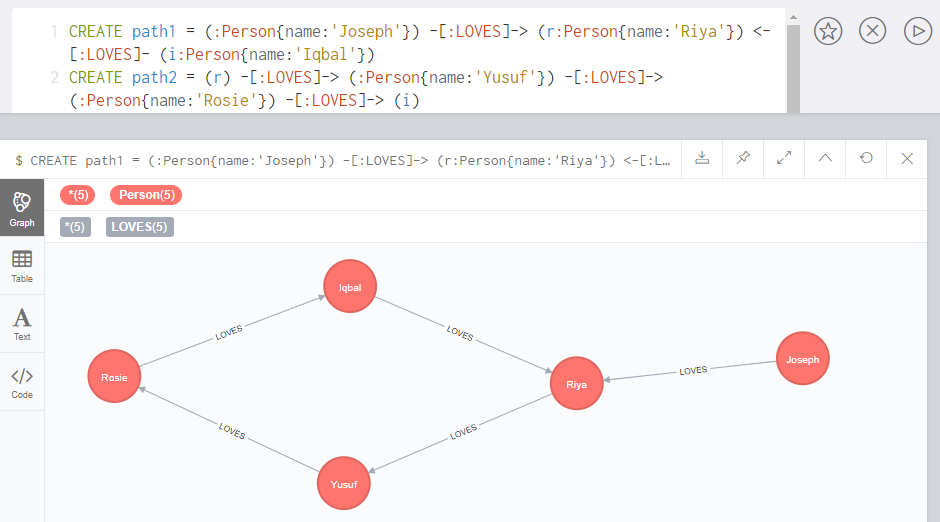 1 CREATE path1 = (:Person{name:'Joseph'}) -[:LOVES]-> (r:Person{name:'Riya'}) <-
[:LOVES]- (i:Person{name:'Iqbal'})
2 CREATE path2 = (r) -[:LOVES]-> (:Person{name:'Yusuf'}) -[:LOVES]->
(:Person{name:'Rosie'}) -[:LOVES]-> (i)
$ CREATE path1 = (:Person{name:'Joseph'}) -[:LOVES]-> (r:Person{name:'Riya'}) <-[:L…
*(5) Person(5)
*(5) LOVES(5)
Graph
Table
A
Text
</>
Code
Iqbal
LOVES
LOVES
Joseph
LOVES
Rosie
Riya
LOVES
LOVES
Yusuf